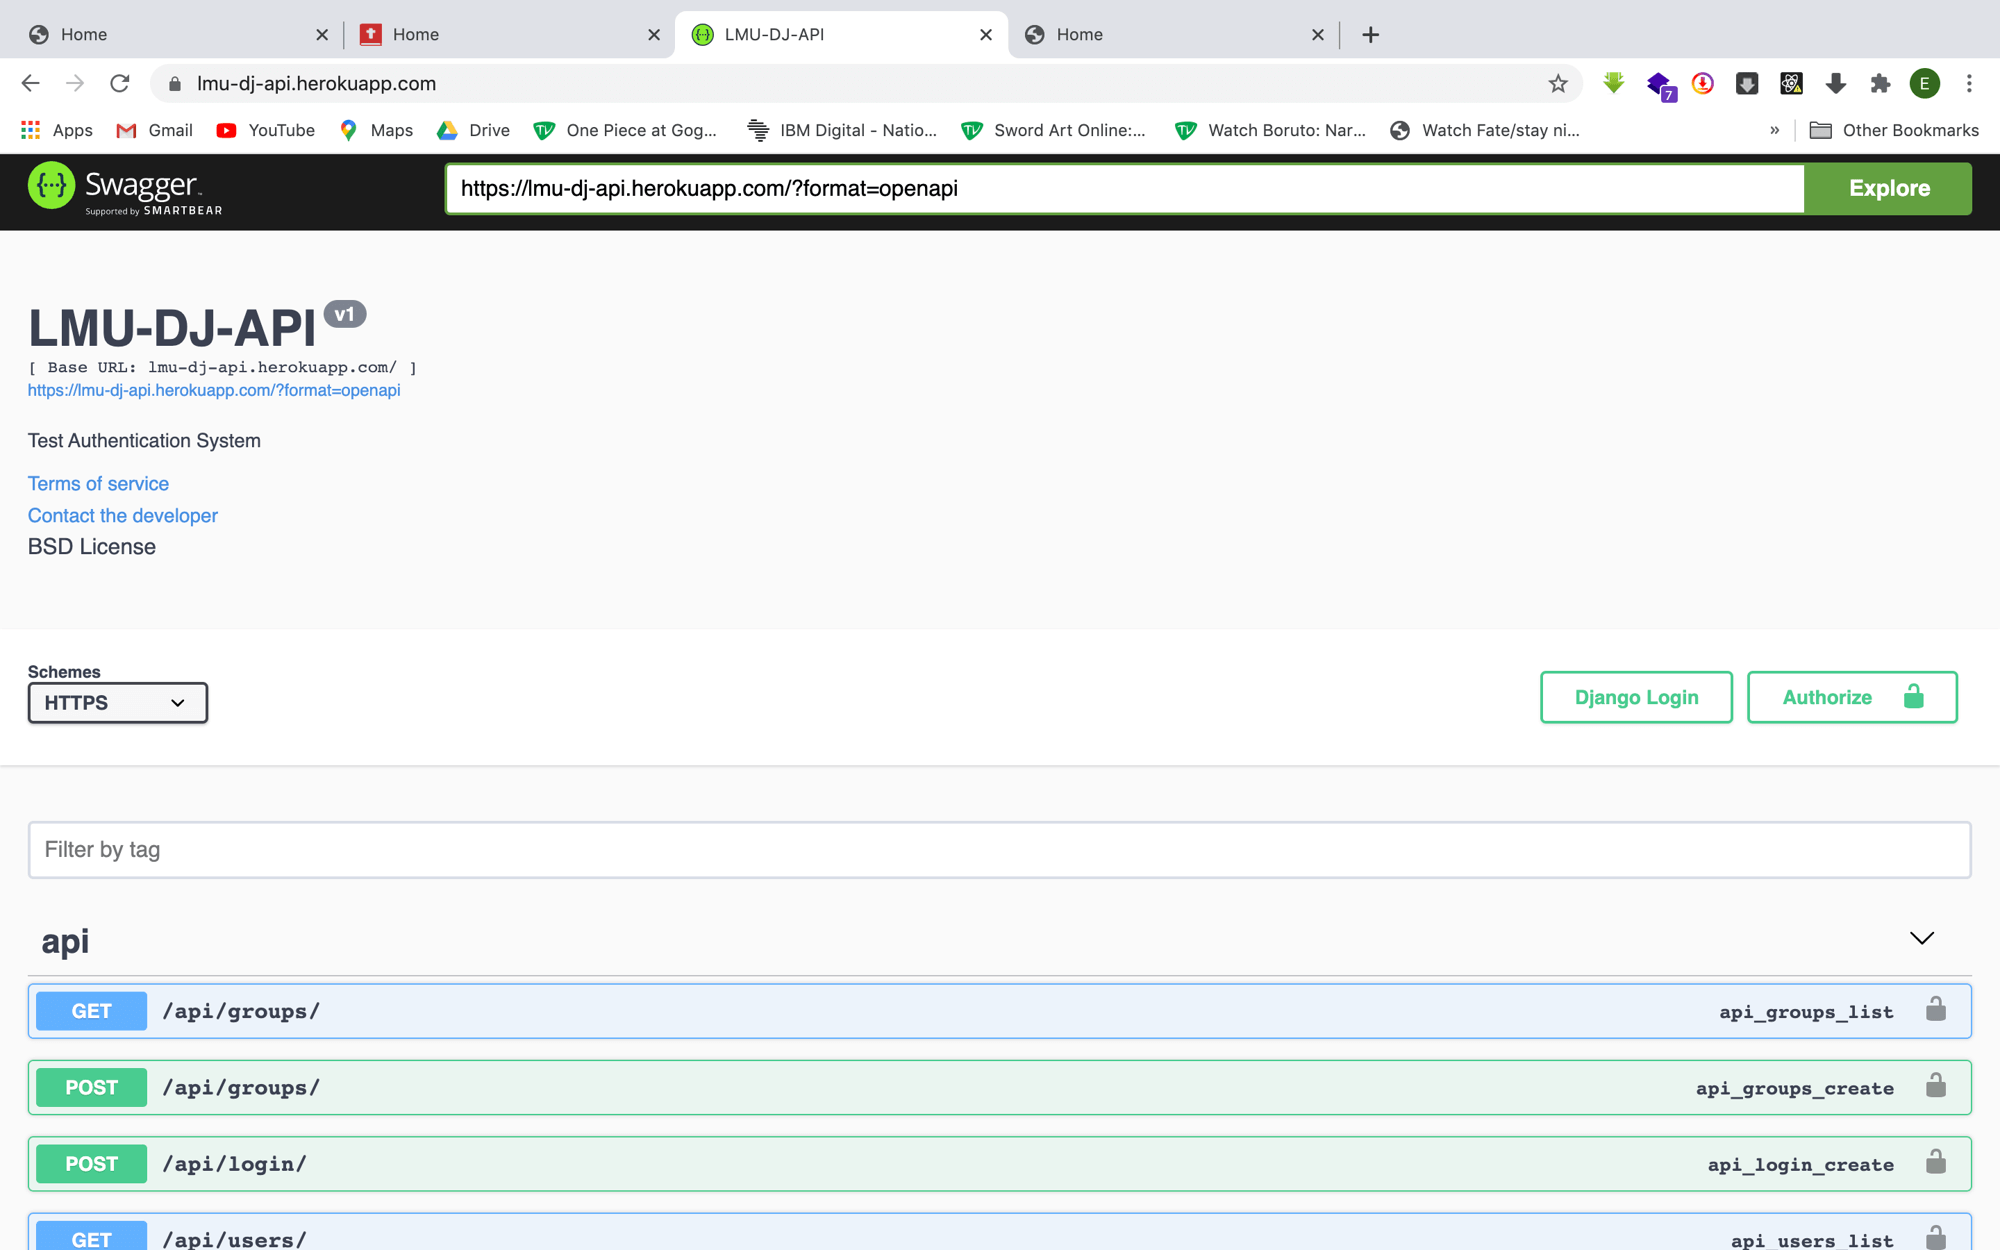 Home
Home
LMU-DJ-API
Home
lmu-dj-api.herokuapp.com
7
E
Apps
Gmail
YouTube
Maps
Drive
One Piece at Gog...
IBM Digital - Natio...
Sword Art Online:...
Watch Boruto: Nar...
Watch Fate/stay ni...
»
Other Bookmarks
{···} Swagger™
Supported by SMARTBEAR
https://lmu-dj-api.herokuapp.com/?format=openapi
Explore
LMU-DJ-API v1
[ Base URL: lmu-dj-api.herokuapp.com/ ]
https://lmu-dj-api.herokuapp.com/?format=openapi
Test Authentication System
Terms of service
Contact the developer
BSD License
Schemes
HTTPS
Django Login
Authorize
Filter by tag
api
GET /api/groups/ api_groups_list
POST /api/groups/ api_groups_create
POST /api/login/ api_login_create
GET /api/users/ api_users_list